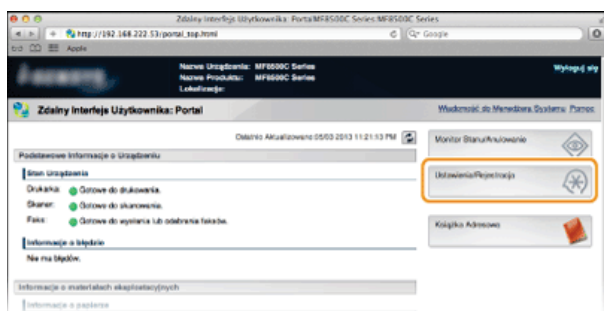 Zdalny Interfejs Użytkownika: Portal:MF8500C Series:MF8500C Series
http://192.168.222.53/portal_top.html
Google
Apple
Nazwa Urządzenia: MF8500C Series
Nazwa Produktu: MF8500C Series
Lokalizacja:
Wyloguj się
Zdalny Interfejs Użytkownika: Portal
Wiadomość do Menedżera Systemu Pomoc
Ostatnio Aktualizowano 05/03 2013 11:21:13 PM
Podstawowe Informacje o Urządzeniu
Stan Urządzenia
Drukarka: Gotowe do drukowania.
Skaner: Gotowe do skanowania.
Faks: Gotowe do wysłania lub odebrania faksów.
Informacje o błędzie
Nie ma błędów.
Informacje o materiałach eksploatacyjnych
Informacje o papierze
Monitor Stanu/Anulowanie
Ustawienia/Rejestracja
Książka Adresowa